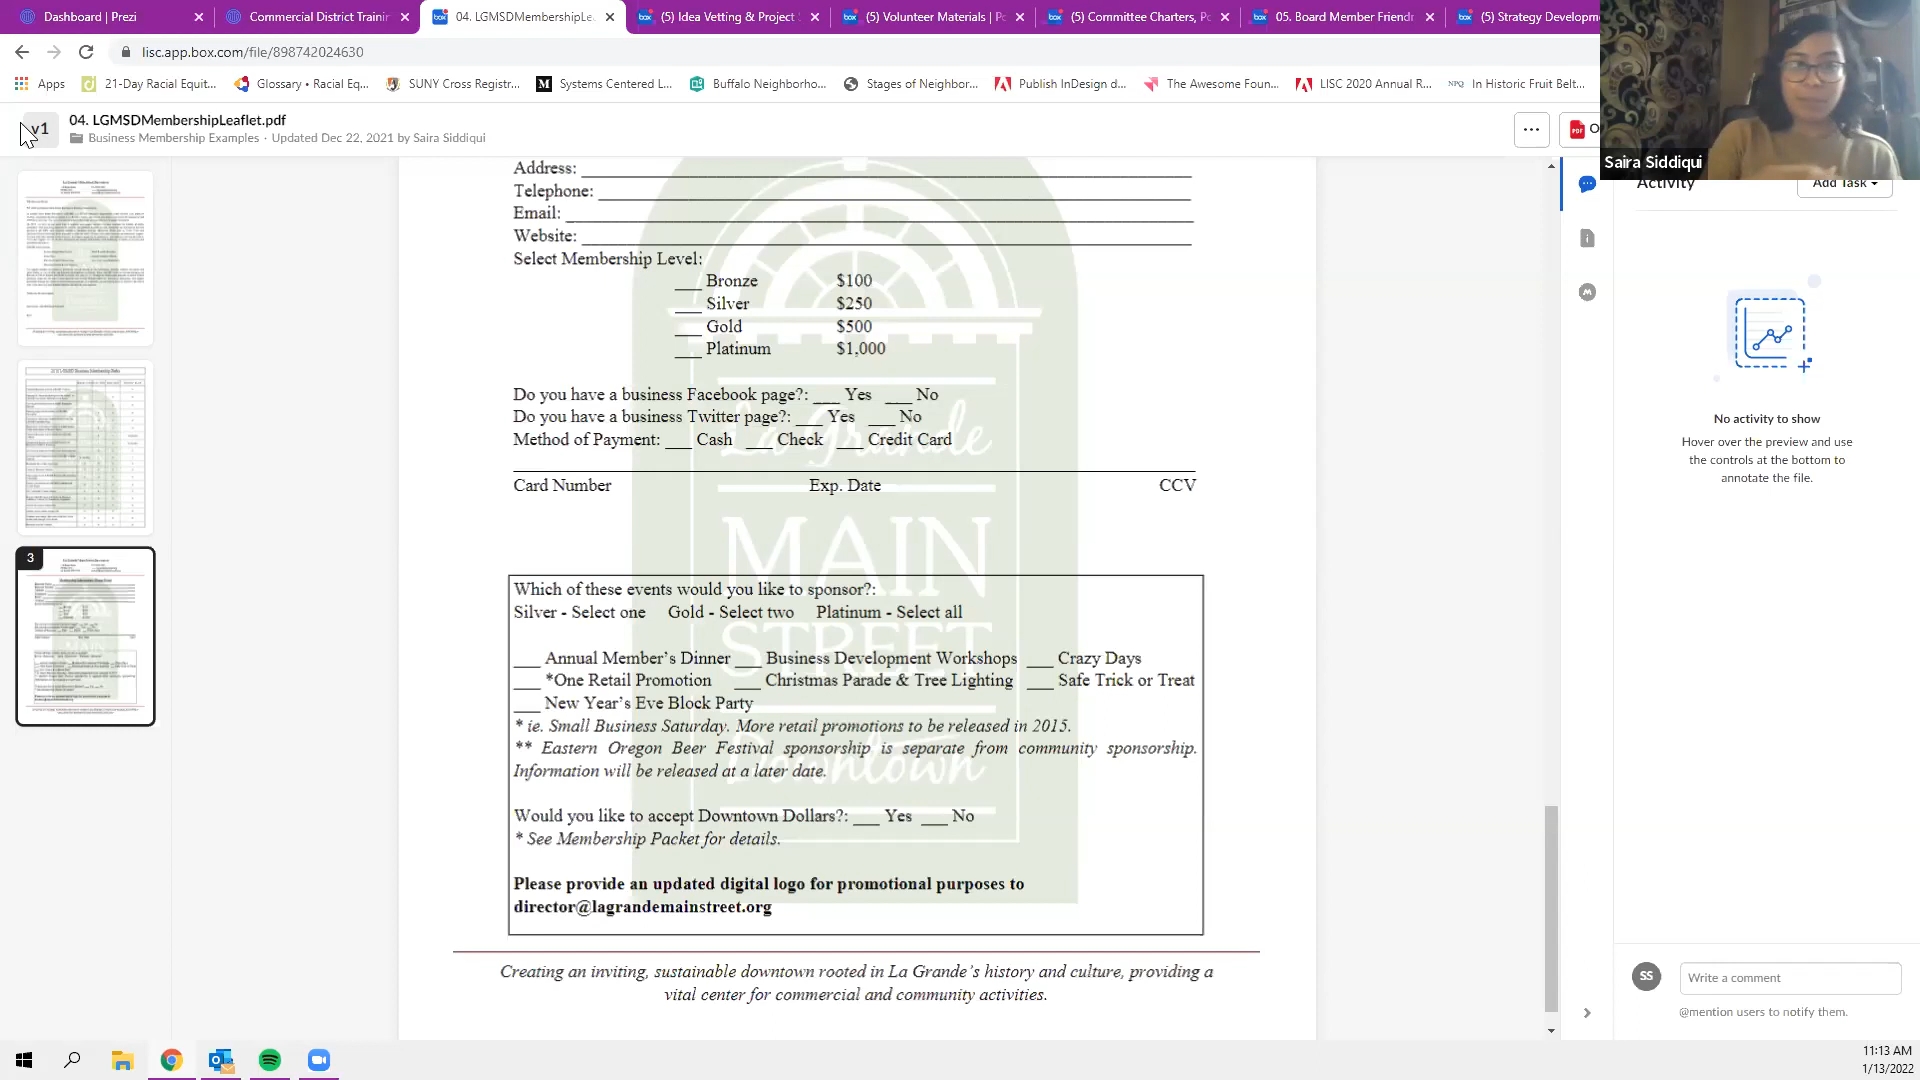 Dashboard | Prezi
Commercial District Trainin
04. LGMSDMembershipLe
(5) Idea Vetting & Project
(5) Volunteer Materials | Po
(5) Committee Charters, Po
05. Board Member Friendr
(5) Strategy Developm
lisc.app.box.com/file/898742024630
Apps
21-Day Racial Equit...
Glossary • Racial Eq...
SUNY Cross Registr...
Systems Centered L...
Buffalo Neighborho...
Stages of Neighbor...
Publish InDesign d...
The Awesome Foun...
LISC 2020 Annual R...
NPQ
In Historic Fruit Belt...
v1
04. LGMSDMembershipLeaflet.pdf
Business Membership Examples · Updated Dec 22, 2021 by Saira Siddiqui
Saira Siddiqui
Activity
Add Task
3
Address:
Telephone:
Email:
Website:
Select Membership Level:
___ Bronze $100
___ Silver $250
___ Gold $500
___ Platinum $1,000
Do you have a business Facebook page?: ___ Yes ___ No
Do you have a business Twitter page?: ___ Yes ___ No
Method of Payment: ___ Cash ___ Check ___ Credit Card
Card Number Exp. Date CCV
La Grande
MAIN
STREET
Downtown
Which of these events would you like to sponsor?:
Silver - Select one Gold - Select two Platinum - Select all
___ Annual Member's Dinner ___ Business Development Workshops ___ Crazy Days
___ *One Retail Promotion ___ Christmas Parade & Tree Lighting ___ Safe Trick or Treat
___ New Year's Eve Block Party
* ie. Small Business Saturday. More retail promotions to be released in 2015.
** Eastern Oregon Beer Festival sponsorship is separate from community sponsorship.
Information will be released at a later date.
Would you like to accept Downtown Dollars?: ___ Yes ___ No
* See Membership Packet for details.
Please provide an updated digital logo for promotional purposes to
director@lagrandemainstreet.org
Creating an inviting, sustainable downtown rooted in La Grande's history and culture, providing a
vital center for commercial and community activities.
No activity to show
Hover over the preview and use
the controls at the bottom to
annotate the file.
SS
Write a comment
@mention users to notify them.
11:13 AM
1/13/2022